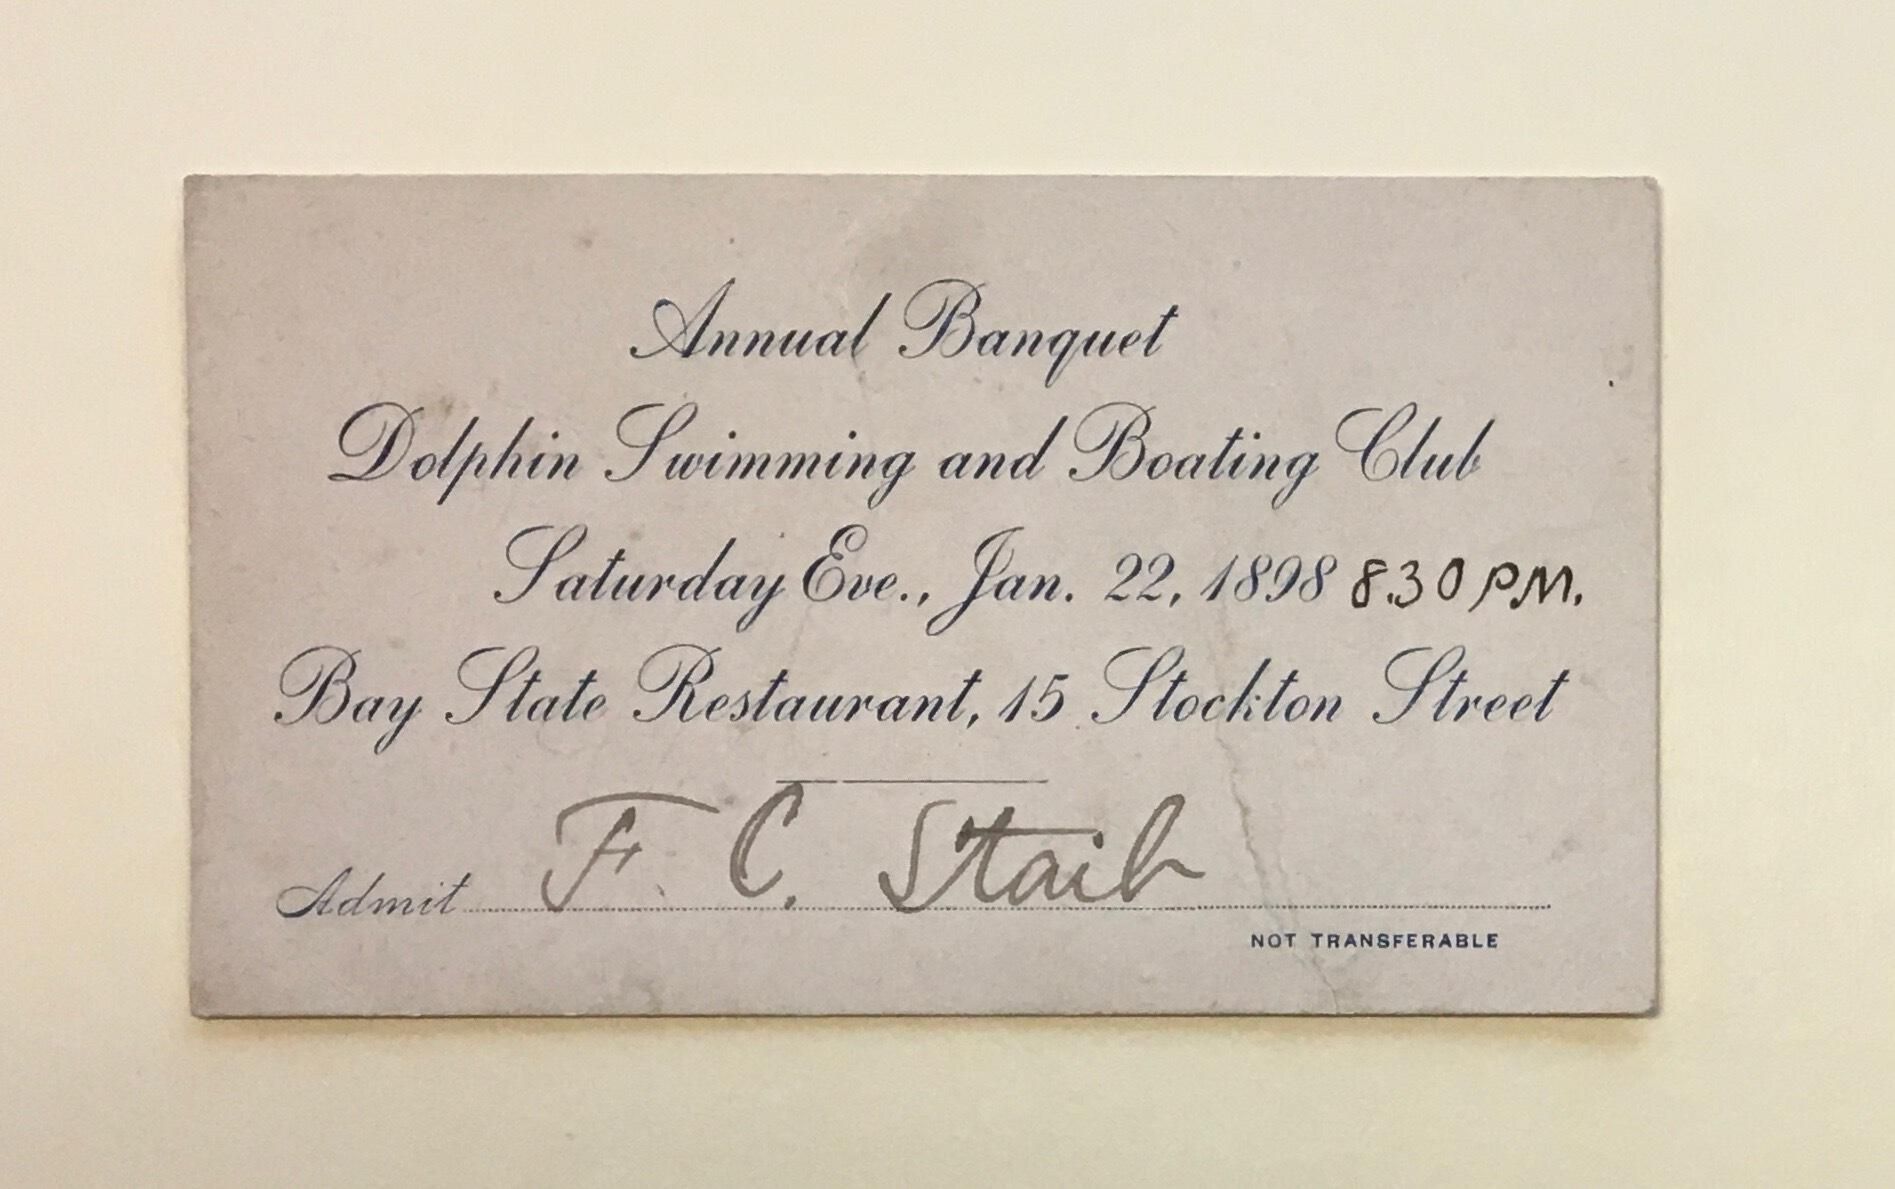 Annual Banquet
Dolphin Swimming and Boating Club
Saturday Eve., Jan. 22, 1898 8.30 PM.
Bay State Restaurant, 15 Stockton Street
Admit F. C. Staib
NOT TRANSFERABLE